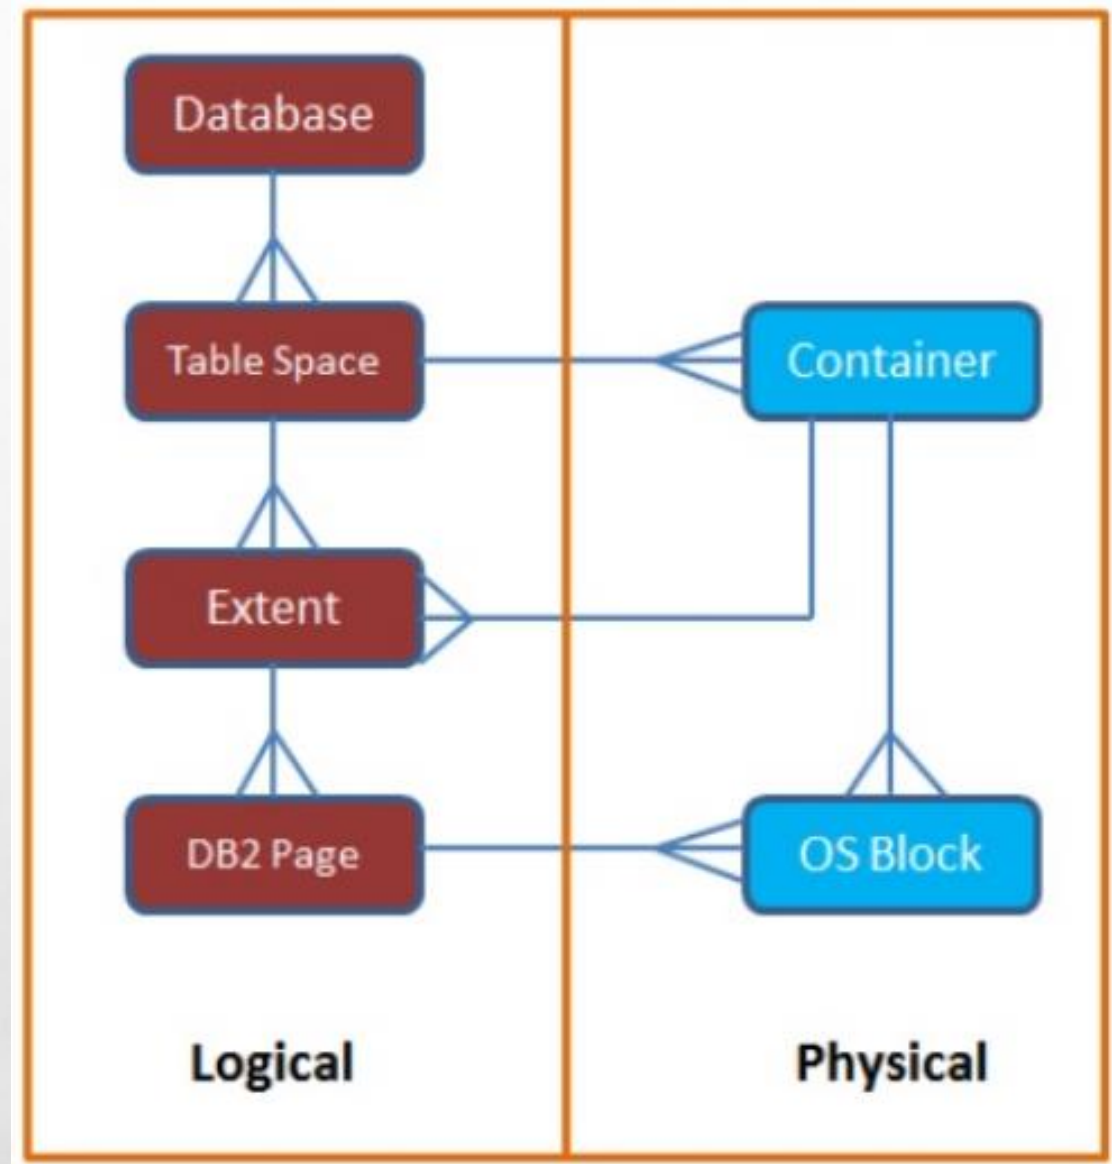 Database
Table Space
Container
Extent
DB2 Page
OS Block
Logical
Physical